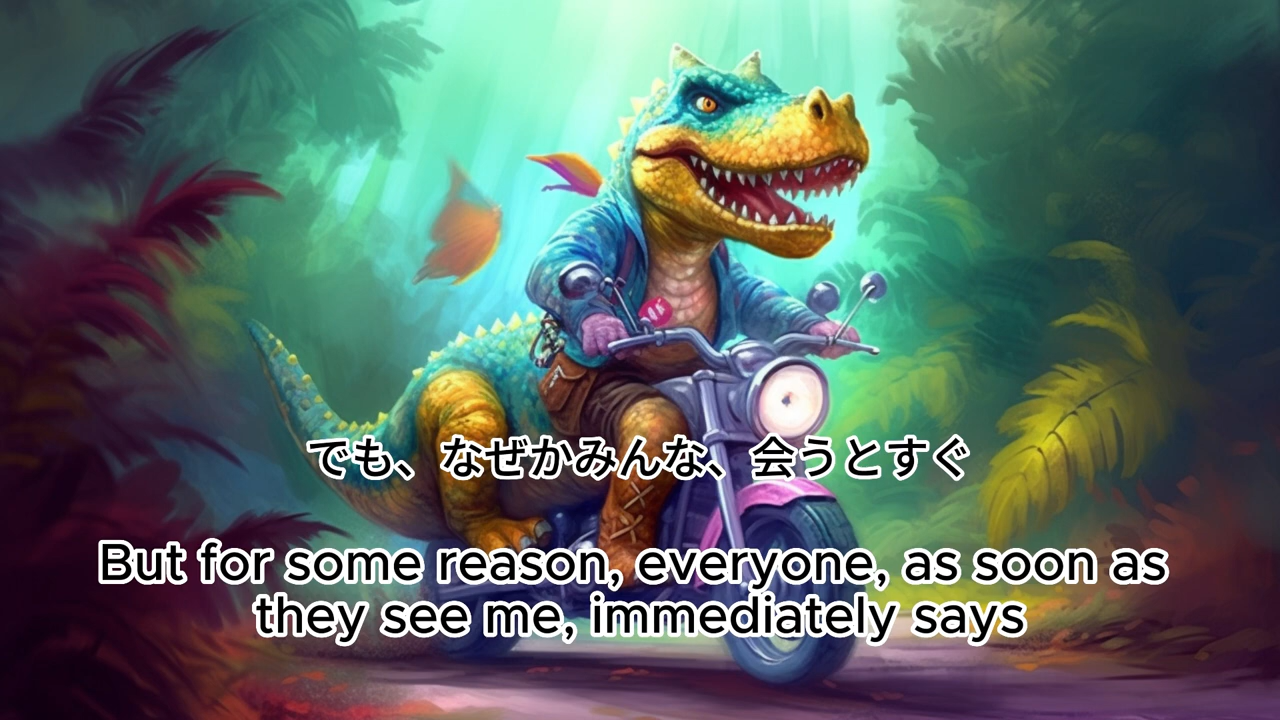 でも、なぜかみんな、会うとすぐ
But for some reason, everyone, as soon as
they see me, immediately says